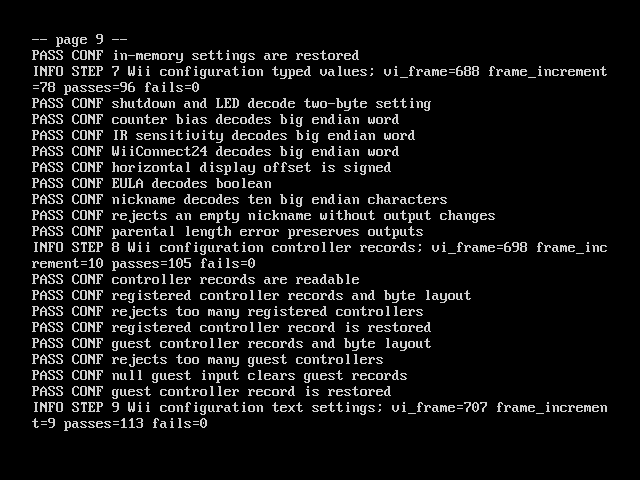 -- page 9 --
PASS CONF in-memory settings are restored
INFO STEP 7 Wii configuration typed values; vi_frame=688 frame_increment
=78 passes=96 fails=0
PASS CONF shutdown and LED decode two-byte setting
PASS CONF counter bias decodes big endian word
PASS CONF IR sensitivity decodes big endian word
PASS CONF WiiConnect24 decodes big endian word
PASS CONF horizontal display offset is signed
PASS CONF EULA decodes boolean
PASS CONF nickname decodes ten big endian characters
PASS CONF rejects an empty nickname without output changes
PASS CONF parental length error preserves outputs
INFO STEP 8 Wii configuration controller records; vi_frame=698 frame_inc
rement=10 passes=105 fails=0
PASS CONF controller records are readable
PASS CONF registered controller records and byte layout
PASS CONF rejects too many registered controllers
PASS CONF registered controller record is restored
PASS CONF guest controller records and byte layout
PASS CONF rejects too many guest controllers
PASS CONF null guest input clears guest records
PASS CONF guest controller record is restored
INFO STEP 9 Wii configuration text settings; vi_frame=707 frame_incremen
t=9 passes=113 fails=0